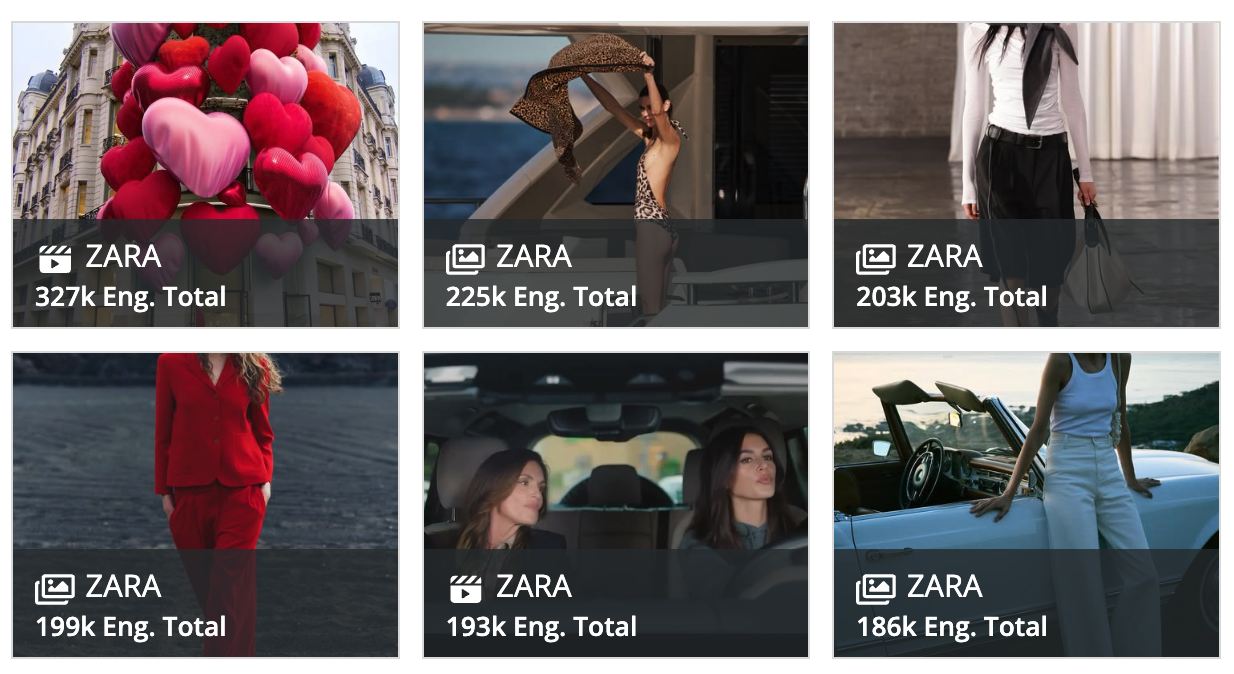 ZARA
327k Eng. Total
ZARA
225k Eng. Total
ZARA
203k Eng. Total
ZARA
199k Eng. Total
ZARA
193k Eng. Total
ZARA
186k Eng. Total